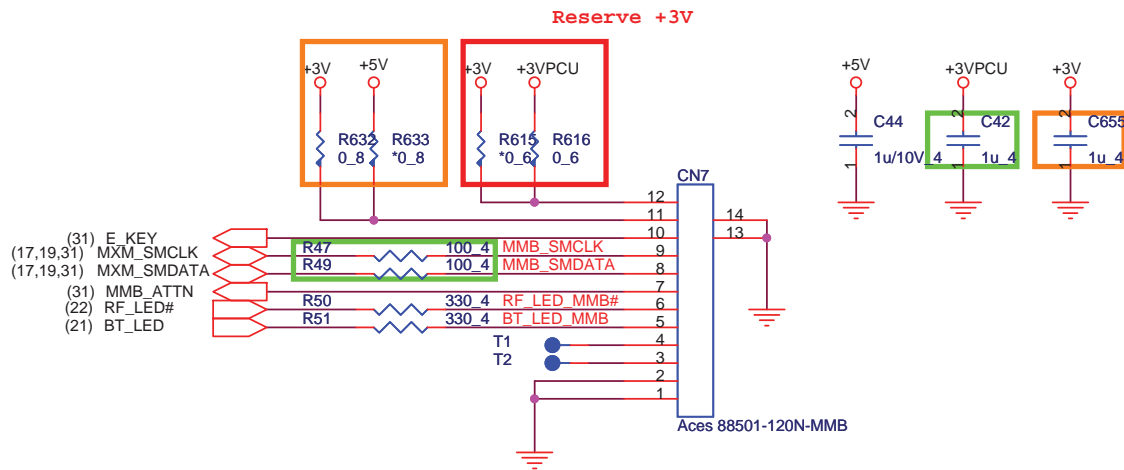 Reserve +3V
+3V +5V +3V +3VPCU +5V +3VPCU +3V
R632 R633 R615 R616
0_8 *0_8 *0_6 0_6
2 2 2
C44 C42 C655
1u/10V_4 1u_4 1u_4
1 1 1
CN7
12
11 14
(31) E_KEY 10 13
(17,19,31) MXM_SMCLK R47 100_4 MMB_SMCLK 9
(17,19,31) MXM_SMDATA R49 100_4 MMB_SMDATA 8
(31) MMB_ATTN 7
(22) RF_LED# R50 330_4 RF_LED_MMB# 6
(21) BT_LED R51 330_4 BT_LED_MMB 5
T1 4
T2 3
2
1
Aces 88501-120N-MMB